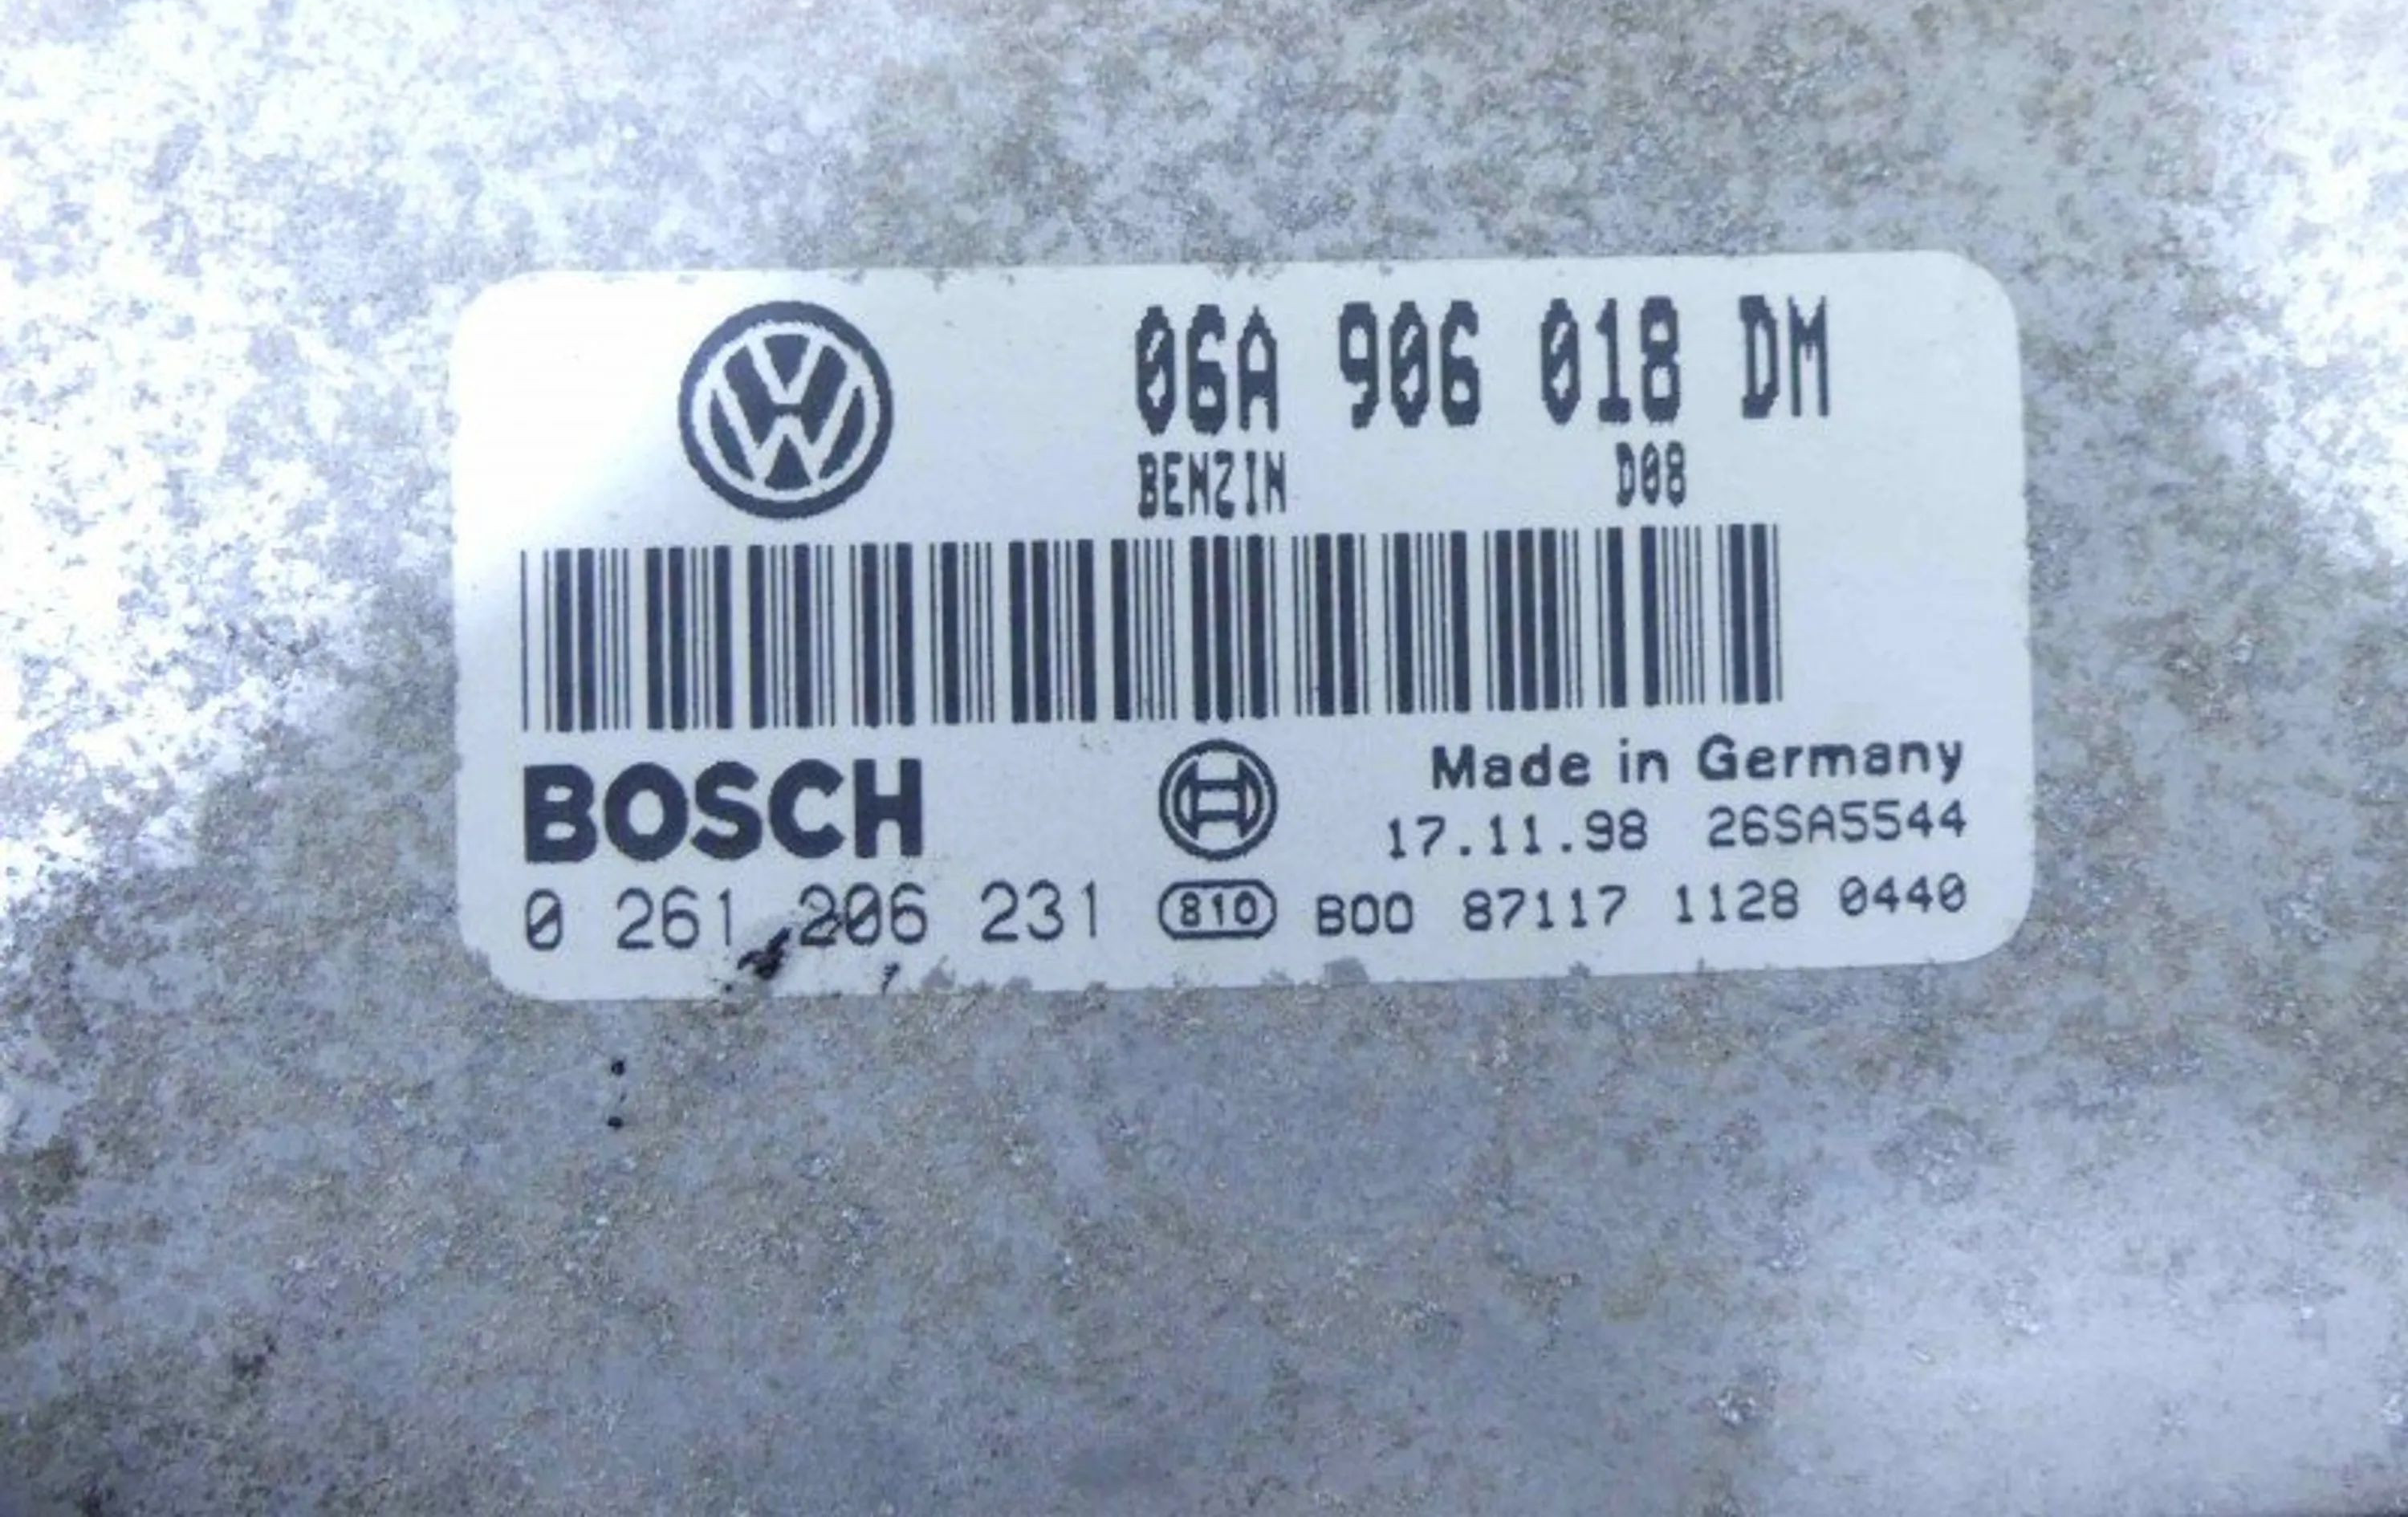 06A 906 018 DM
BENZIN D08
BOSCH
Made in Germany
17.11.98 26SA5544
0 261 206 231 810 B00 87117 1128 0440